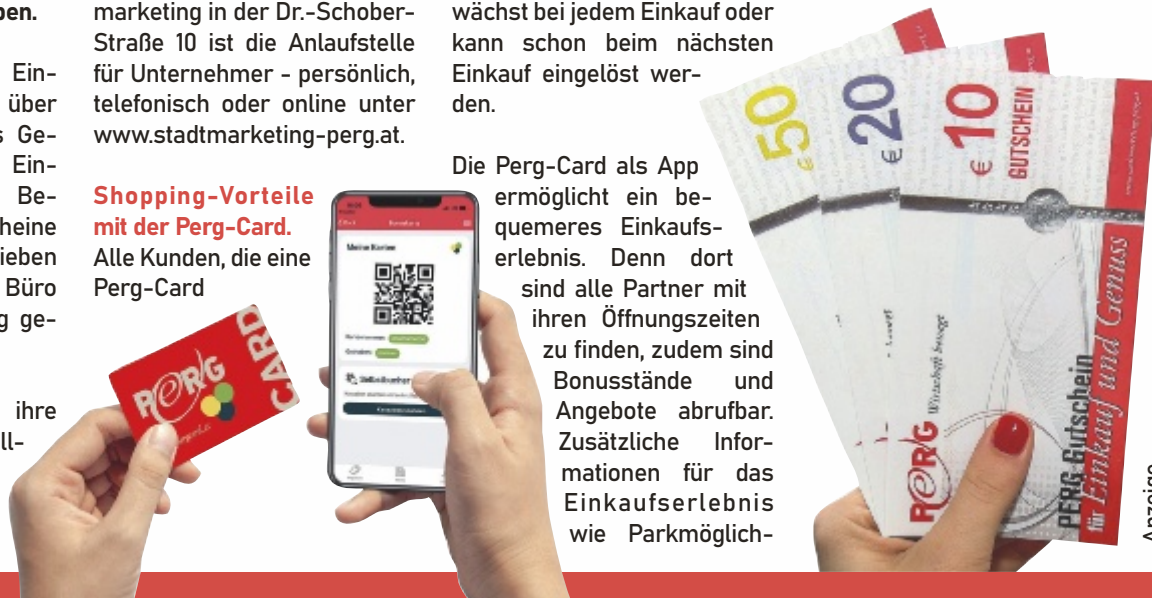 ben.
Ein-
über
s Ge-
Ein-
Be-
heine
ieben
Büro
g ge-
ihre
ll-
marketing in der Dr.-Schober-
Straße 10 ist die Anlaufstelle
für Unternehmer - persönlich,
telefonisch oder online unter
www.stadtmarketing-perg.at.
Shopping-Vorteile
mit der Perg-Card.
Alle Kunden, die eine
Perg-Card
PERG
CARD
Meine Karten
wächst bei jedem Einkauf oder
kann schon beim nächsten
Einkauf eingelöst wer-
den.
Die Perg-Card als App
ermöglicht ein be-
quemeres Einkaufs-
erlebnis. Denn dort
sind alle Partner mit
ihren Öffnungszeiten
zu finden, zudem sind
Bonusstände und
Angebote abrufbar.
Zusätzliche Infor-
mationen für das
Einkaufserlebnis
wie Parkmöglich-
€ 50
€ 20
€ 10
GUTSCHEIN
PERG Wirtschaft bewegt
PERG Gutschein
für Einkauf und Genuss
Anzeige